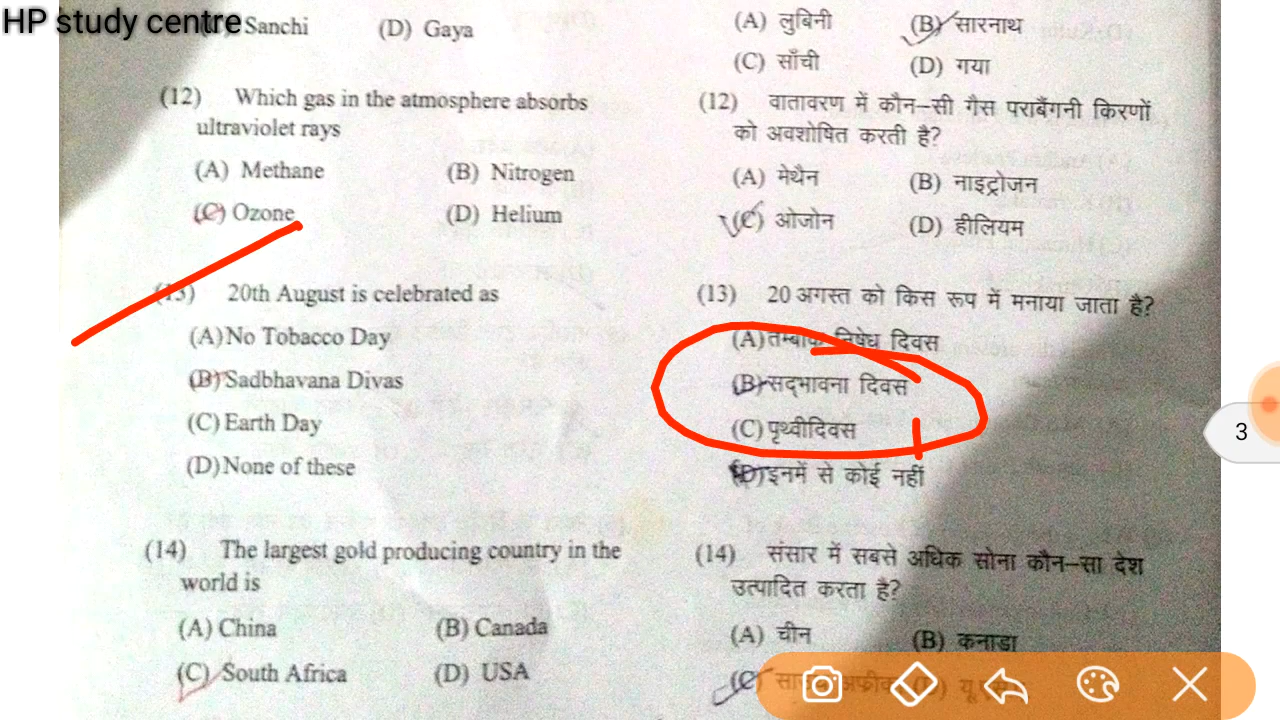 HP study centre
Sanchi (D) Gaya
(12) Which gas in the atmosphere absorbs
ultraviolet rays
(A) Methane (B) Nitrogen
(C) Ozone (D) Helium
(13) 20th August is celebrated as
(A) No Tobacco Day
(B) Sadbhavana Divas
(C) Earth Day
(D) None of these
(14) The largest gold producing country in the
world is
(A) China (B) Canada
(C) South Africa (D) USA
(A) लुबिनी (B) सारनाथ
(C) साँची (D) गया
(12) वातावरण में कौन-सी गैस पराबैंगनी किरणों
को अवशोषित करती है?
(A) मेथैन (B) नाइट्रोजन
(C) ओजोन (D) हीलियम
(13) 20 अगस्त को किस रूप में मनाया जाता है?
(A) तम्बाकू निषेध दिवस
(B) सद्भावना दिवस
(C) पृथ्वीदिवस
(D) इनमें से कोई नहीं
(14) संसार में सबसे अधिक सोना कौन-सा देश
उत्पादित करता है?
(A) चीन (B) कनाडा
(C)
3